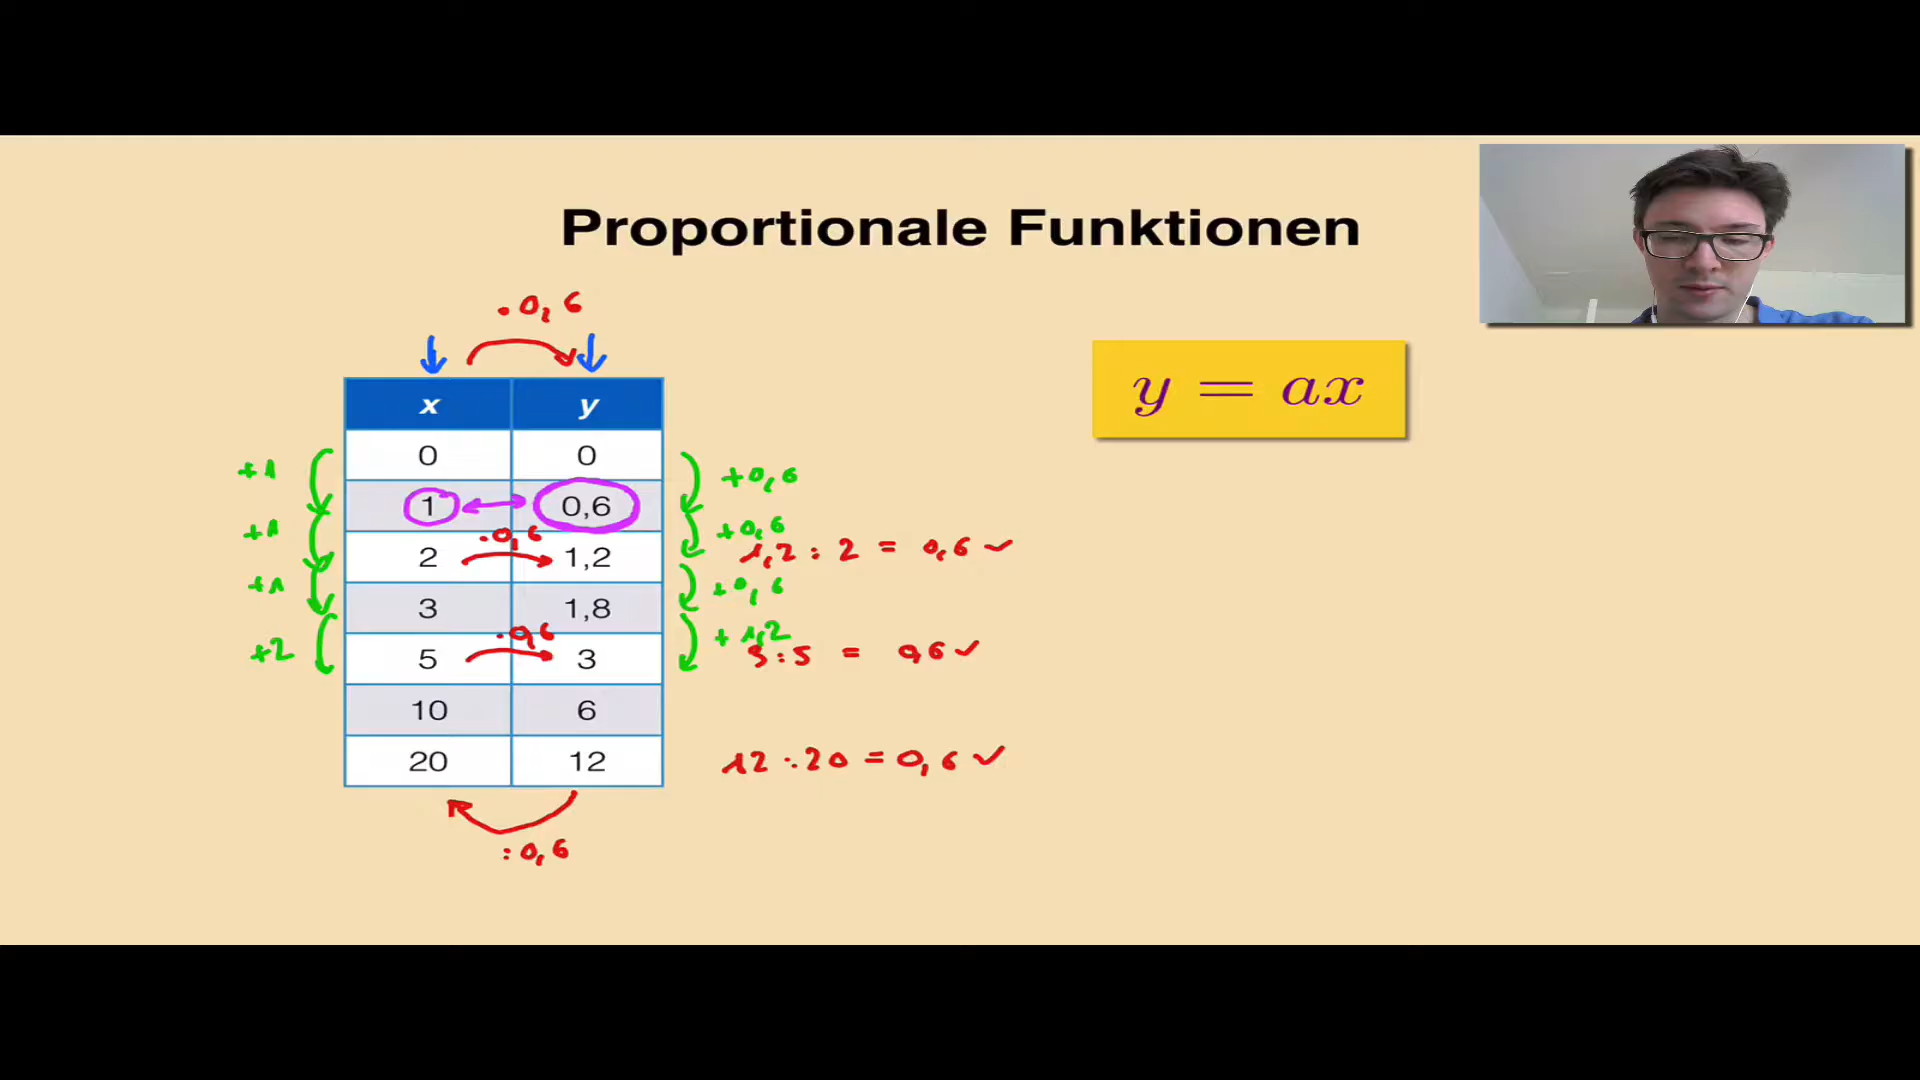 Proportionale Funktionen
·0,6
y = ax
x y
0 0
+1 +0,6
1 0,6
+1 ·0,6 +0,6
2 1,2 1,2 : 2 = 0,6 ✓
+1 +0,6
3 1,8
·0,6 +1,2
+2 5 3 3 : 5 = 0,6 ✓
10 6
20 12 12 : 20 = 0,6 ✓
:0,6